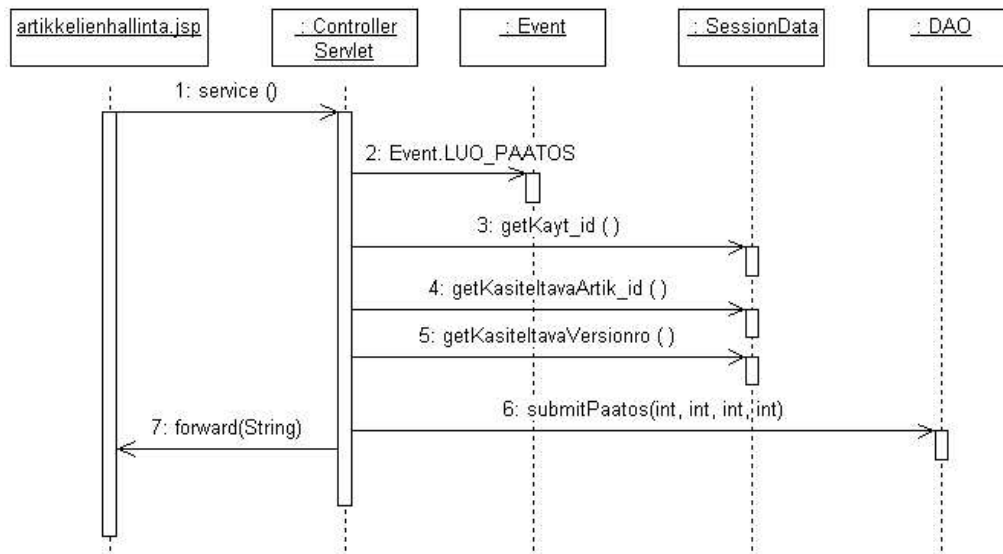 artikkelienhallinta.jsp
: Controller
Servlet
: Event
: SessionData
: DAO
1: service ()
2: Event.LUO_PAATOS
3: getKayt_id ( )
4: getKasiteltavaArtik_id ( )
5: getKasiteltavaVersionro ( )
6: submitPaatos(int, int, int, int)
7: forward(String)